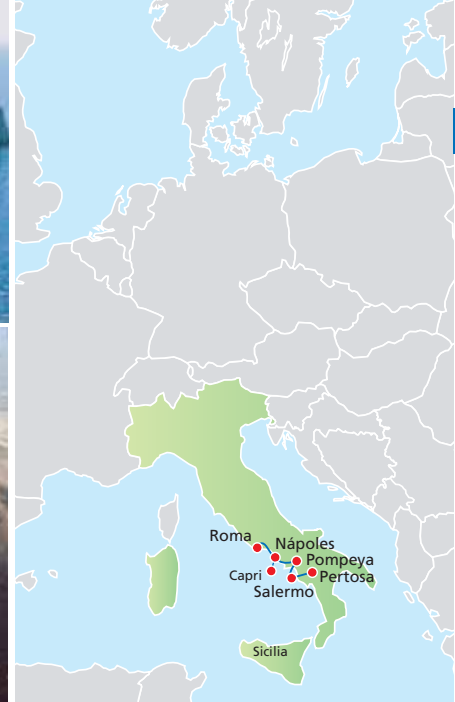 Roma
Nápoles
Pompeya
Capri
Pertosa
Salermo
Sicilia